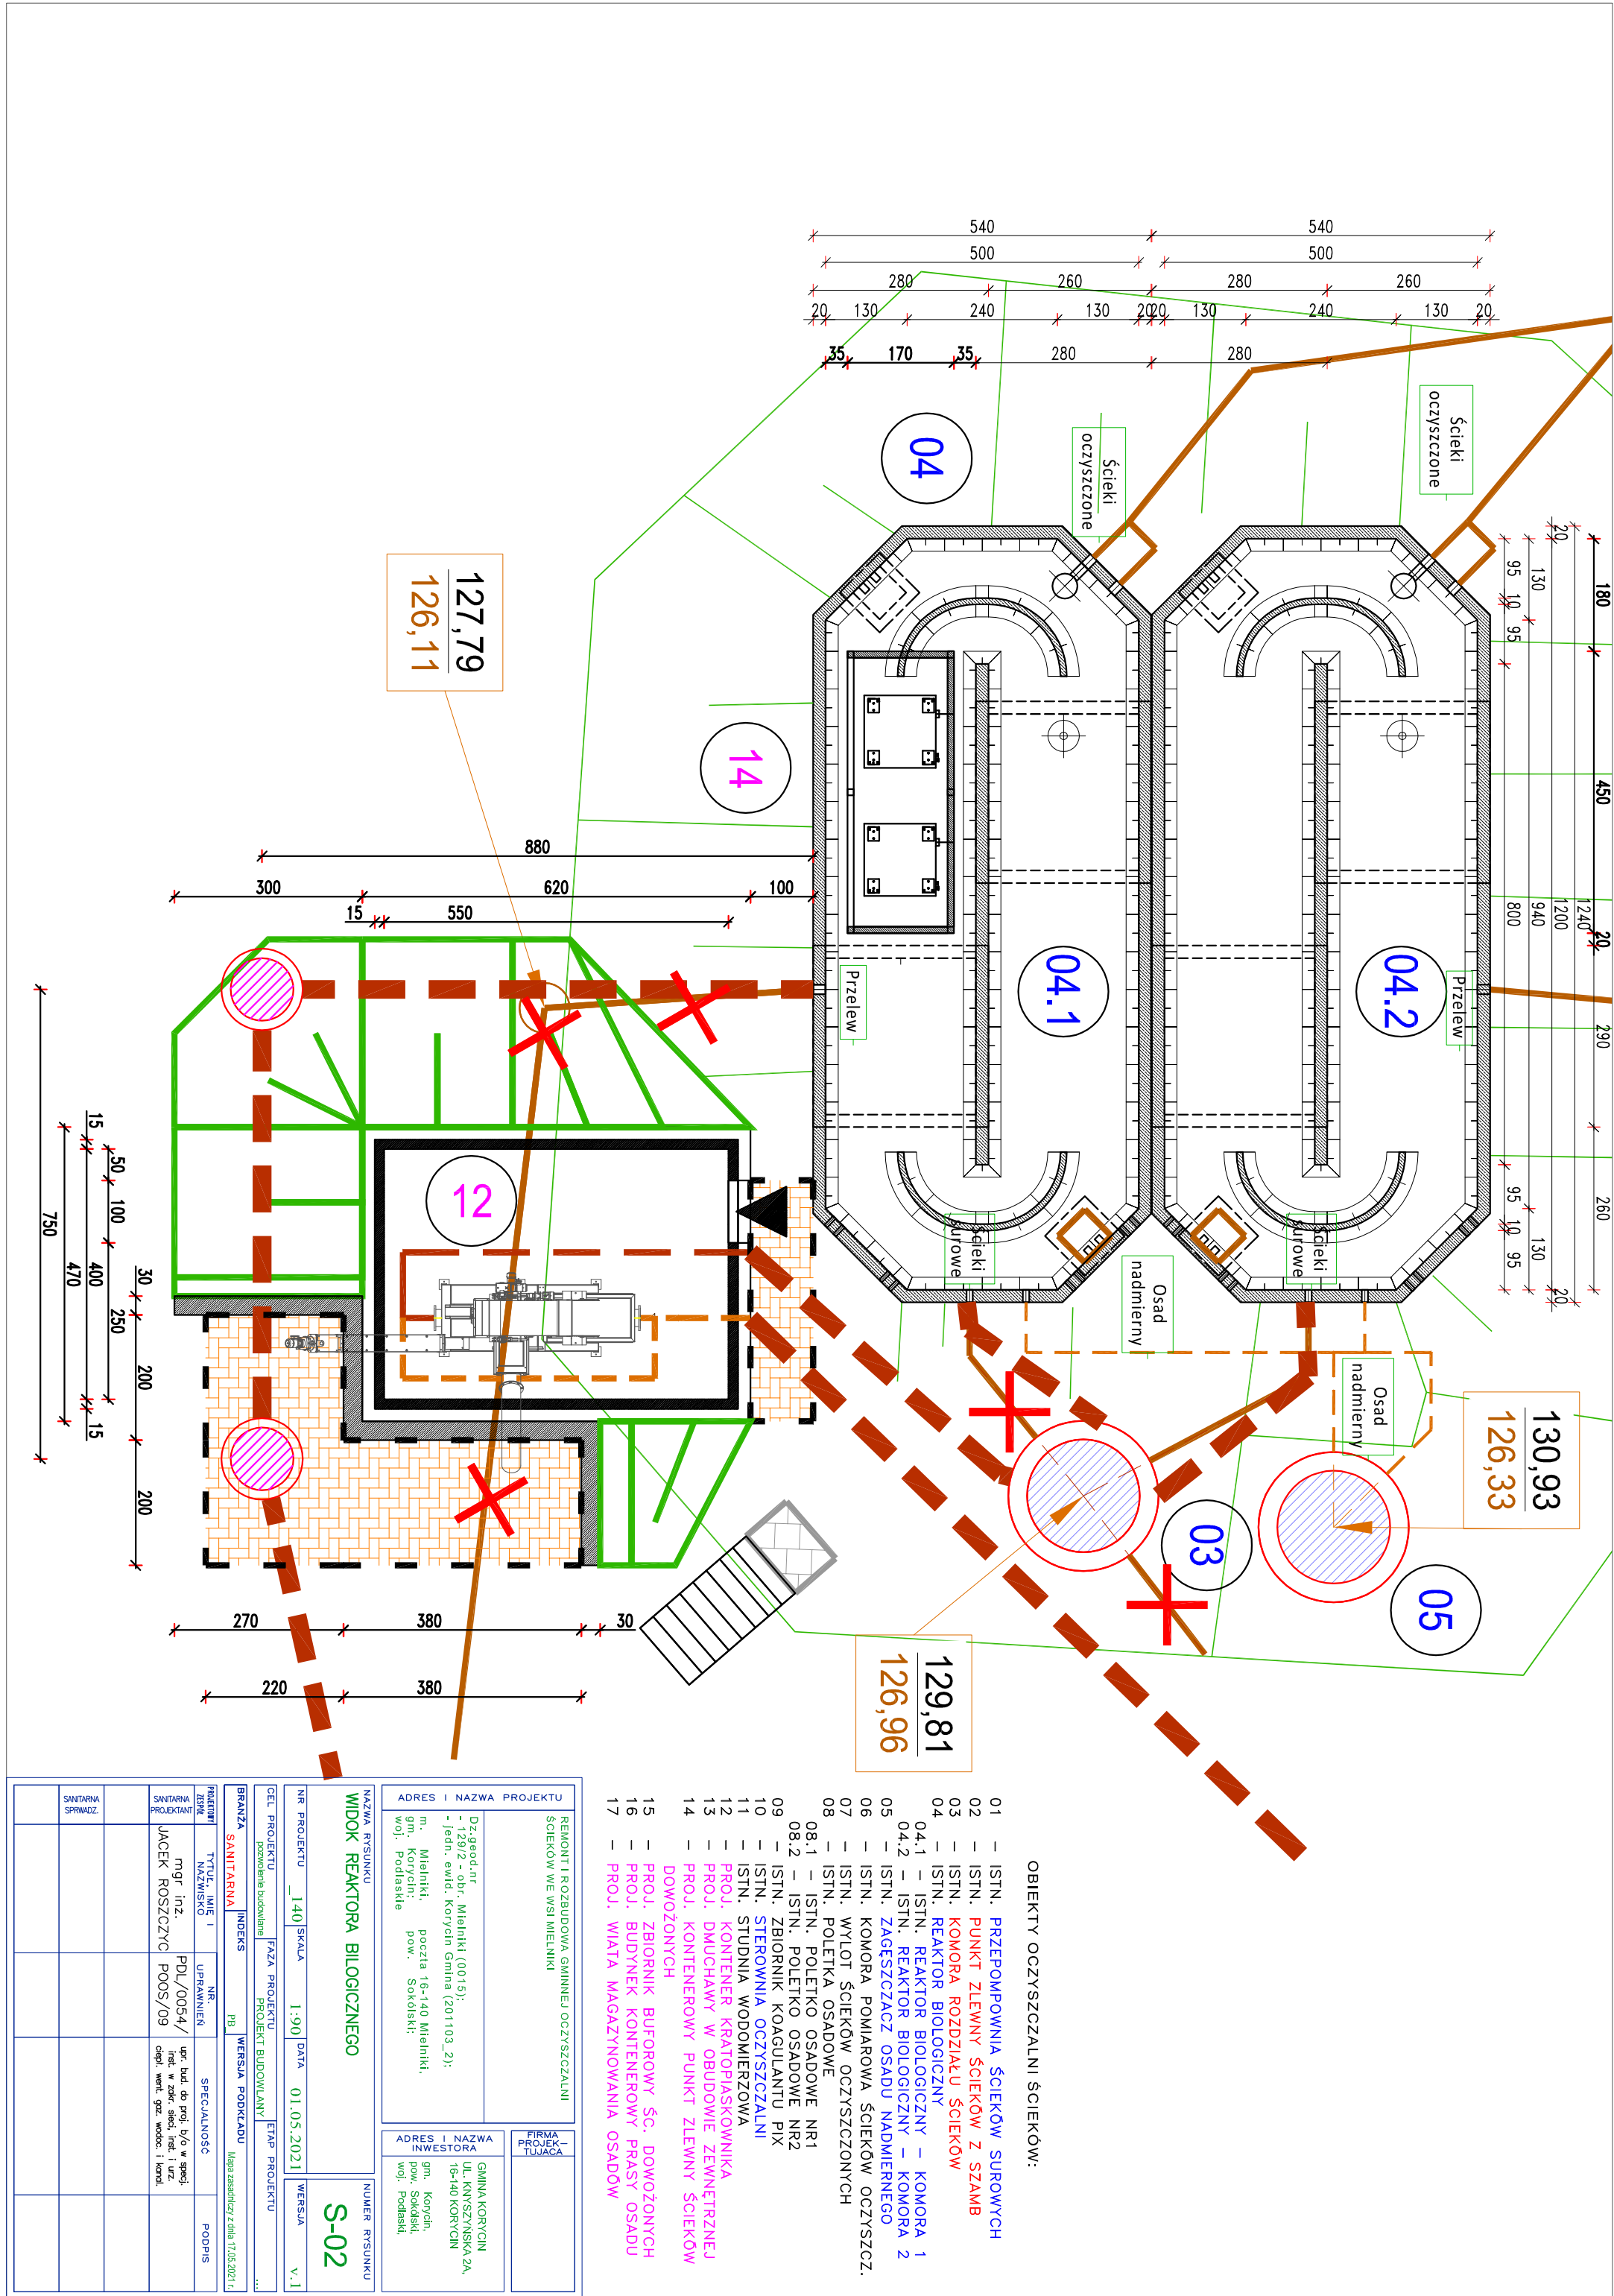 540
540
500
500
280
260
280
260
20
130
240
130
20
20
130
240
130
20
35
170
35
280
280
Ścieki
oczyszczone
Ścieki
oczyszczone
04
20
180
130
95
10
95
450
1240
1200
940
800
20
290
260
95
10
95
130
20
127,79
126,11
14
04.1
04.2
Przelew
Przelew
880
300
620
100
15
550
12
15
50
100
750
400
470
250
30
200
15
200
Ścieki
surowe
Ścieki
surowe
Osad
nadmierny
Osad
nadmierny
130,93
126,33
03
05
129,81
126,96
270
380
30
220
380
OBIEKTY OCZYSZCZALNI ŚCIEKÓW:
01 – ISTN. PRZEPOMPOWNIA ŚCIEKÓW SUROWYCH
02 – ISTN. PUNKT ZLEWNY ŚCIEKÓW Z SZAMB
03 – ISTN. KOMORA ROZDZIAŁU ŚCIEKÓW
04 – ISTN. REAKTOR BIOLOGICZNY
04.1 – ISTN. REAKTOR BIOLOGICZNY – KOMORA 1
04.2 – ISTN. REAKTOR BIOLOGICZNY – KOMORA 2
05 – ISTN. ZAGĘSZCZACZ OSADU NADMIERNEGO
06 – ISTN. KOMORA POMIAROWA ŚCIEKÓW OCZYSZCZ.
07 – ISTN. WYLOT ŚCIEKÓW OCZYSZCZONYCH
08 – ISTN. POLETKA OSADOWE
08.1 – ISTN. POLETKO OSADOWE NR1
08.2 – ISTN. POLETKO OSADOWE NR2
09 – ISTN. ZBIORNIK KOAGULANTU PIX
10 – ISTN. STEROWNIA OCZYSZCZALNI
11 – ISTN. STUDNIA WODOMIERZOWA
12 – PROJ. KONTENER KRATOPIASKOWNIKA
13 – PROJ. DMUCHAWY W OBUDOWIE ZEWNĘTRZNEJ
14 – PROJ. KONTENEROWY PUNKT ZLEWNY ŚCIEKÓW
DOWOŻONYCH
15 – PROJ. ZBIORNIK BUFOROWY ŚC. DOWOŻONYCH
16 – PROJ. BUDYNEK KONTENEROWY PRASY OSADU
17 – PROJ. WIATA MAGAZYNOWANIA OSADÓW
ADRES I NAZWA PROJEKTU
REMONT I ROZBUDOWA GMINNEJ OCZYSZCZALNI
ŚCIEKÓW WE WSI MIELNIKI
Dz.geod.nr
- 129/2 - obr. Mielniki (0015);
- jedn. ewid. Korycin Gmina (201103_2);
m. Mielniki, poczta 16-140 Mielniki,
gm. Korycin; pow. Sokólski;
woj. Podlaskie
FIRMA
PROJEK–
TUJACA
ADRES I NAZWA
INWESTORA
GMINA KORYCIN
UL. KNYSZYŃSKA 2A,
16-140 KORYCIN
gm. Korycin,
pow. Sokólski,
woj. Podlaski,
NAZWA RYSUNKU
WIDOK REAKTORA BILOGICZNEGO
NUMER RYSUNKU
S-02
NR PROJEKTU
_140
SKALA
1:90
DATA
01.05.2021
WERSJA
v.1
CEL PROJEKTU
pozwolenie budowlane
FAZA PROJEKTU
PROJEKT BUDOWLANY
ETAP PROJEKTU
...
BRANŻA
SANITARNA
INDEKS
PB
WERSJA PODKŁADU
Mapa zasadniczy z dnia 17.05.2021 r.
PROJEKTOWY
ZESPÓŁ
TYTUŁ, IMIĘ I
NAZWISKO
NR.
UPRAWNIEŃ
SPECJALNOŚĆ
PODPIS
SANITARNA
PROJEKTANT
mgr inż.
JACEK ROSZCZYC
PDL/0054/
POOS/09
upr. bud. do proj. b/o w specj.
inst. w zakr. sieci, inst. i urz.
ciepł. went. gaz. wodoc. i kanal.
SANITARNA
SPRWADZ.